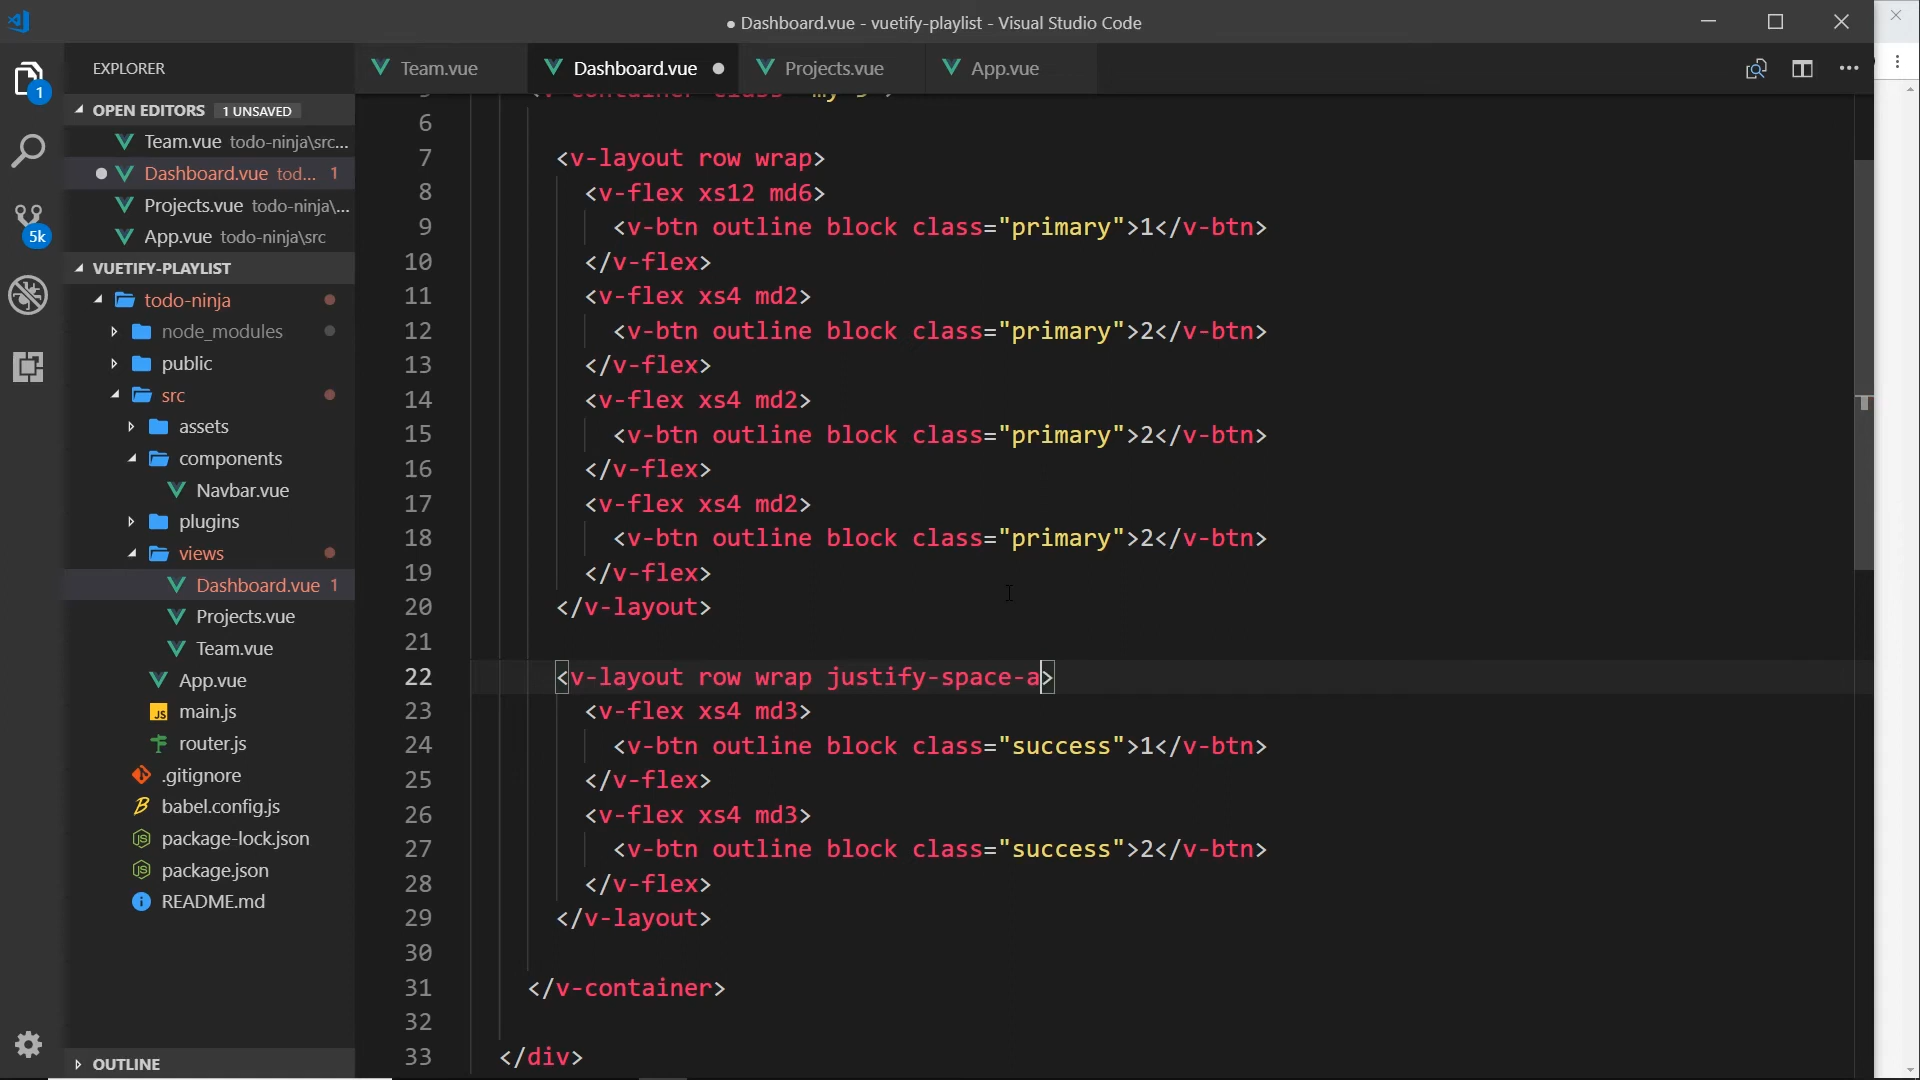 ● Dashboard.vue - vuetify-playlist - Visual Studio Code
EXPLORER
Team.vue
Dashboard.vue ●
Projects.vue
App.vue
1
OPEN EDITORS 1 UNSAVED
Team.vue todo-ninja\src...
Dashboard.vue tod... 1
Projects.vue todo-ninja\...
App.vue todo-ninja\src
5k
VUETIFY-PLAYLIST
todo-ninja
node_modules
public
src
assets
components
Navbar.vue
plugins
views
Dashboard.vue 1
Projects.vue
Team.vue
App.vue
JS main.js
router.js
.gitignore
babel.config.js
package-lock.json
package.json
README.md
OUTLINE
6
7 <v-layout row wrap>
8 <v-flex xs12 md6>
9 <v-btn outline block class="primary">1</v-btn>
10 </v-flex>
11 <v-flex xs4 md2>
12 <v-btn outline block class="primary">2</v-btn>
13 </v-flex>
14 <v-flex xs4 md2>
15 <v-btn outline block class="primary">2</v-btn>
16 </v-flex>
17 <v-flex xs4 md2>
18 <v-btn outline block class="primary">2</v-btn>
19 </v-flex>
20 </v-layout>
21
22 <v-layout row wrap justify-space-a>
23 <v-flex xs4 md3>
24 <v-btn outline block class="success">1</v-btn>
25 </v-flex>
26 <v-flex xs4 md3>
27 <v-btn outline block class="success">2</v-btn>
28 </v-flex>
29 </v-layout>
30
31 </v-container>
32
33 </div>